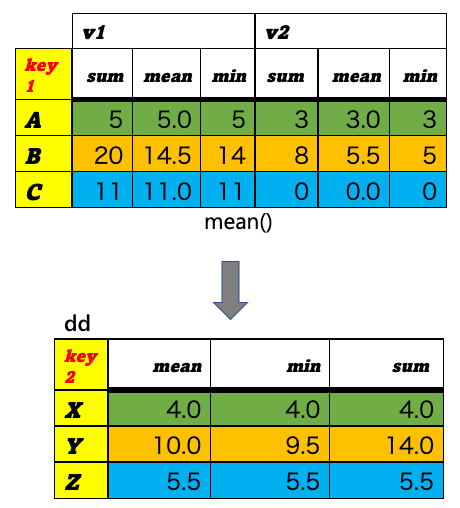 v1 v2
key 1 sum mean min sum mean min
A 5 5.0 5 3 3.0 3
B 20 14.5 14 8 5.5 5
C 11 11.0 11 0 0.0 0
mean()
dd
key 2 mean min sum
X 4.0 4.0 4.0
Y 10.0 9.5 14.0
Z 5.5 5.5 5.5